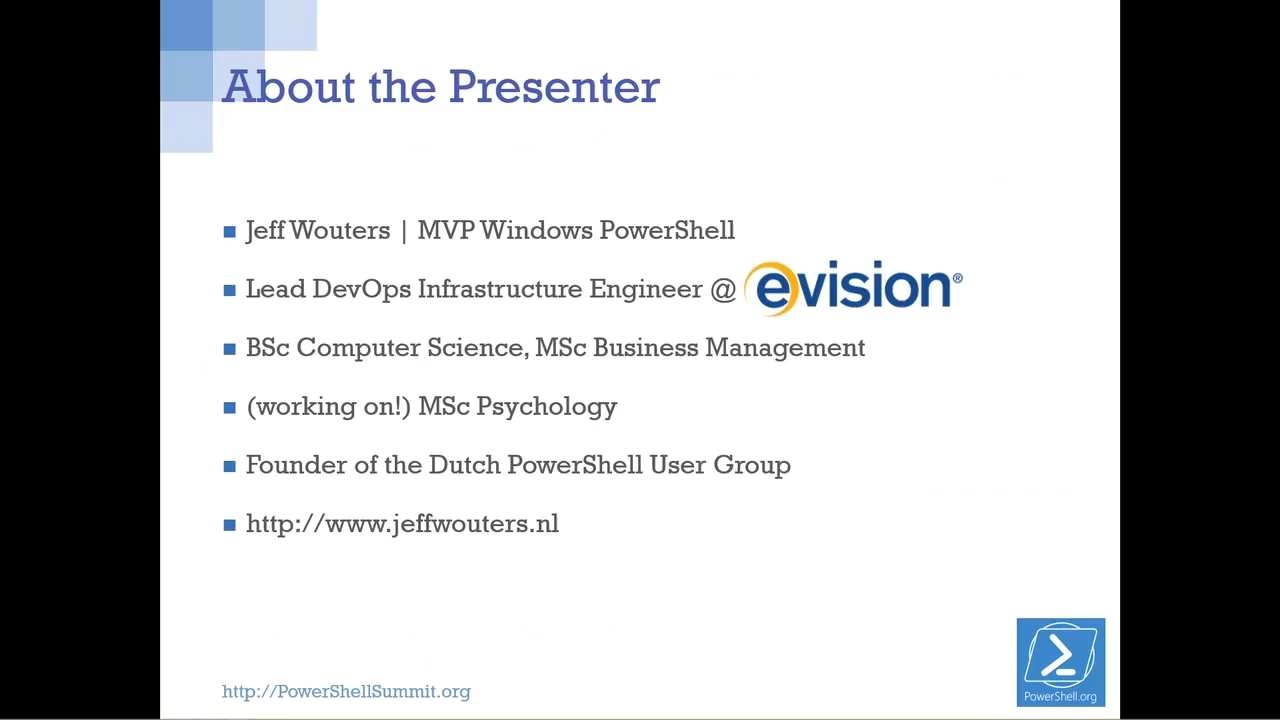 About the Presenter
Jeff Wouters | MVP Windows PowerShell
Lead DevOps Infrastructure Engineer @ evision®
BSc Computer Science, MSc Business Management
(working on!) MSc Psychology
Founder of the Dutch PowerShell User Group
http://www.jeffwouters.nl
http://PowerShellSummit.org
PowerShell.org